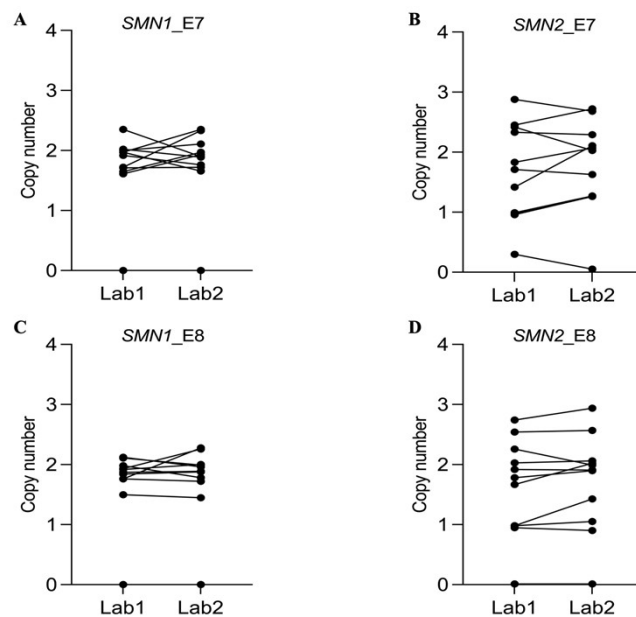 A
SMN1_E7
Copy number
4
3
2
1
0
Lab1 Lab2
B
SMN2_E7
Copy number
4
3
2
1
0
Lab1 Lab2
C
SMN1_E8
Copy number
4
3
2
1
0
Lab1 Lab2
D
SMN2_E8
Copy number
4
3
2
1
0
Lab1 Lab2